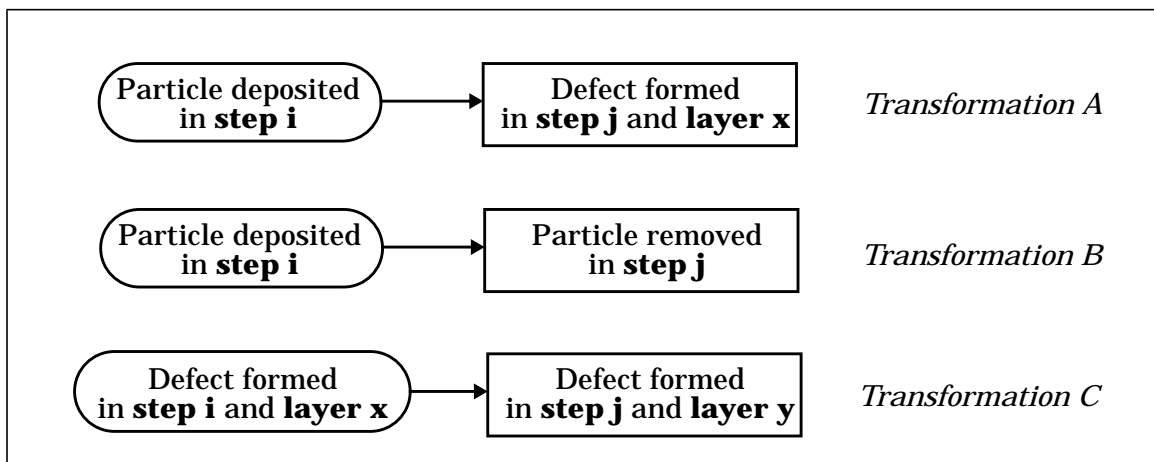 Particle deposited
in step i
Defect formed
in step j and layer x
Transformation A
Particle deposited
in step i
Particle removed
in step j
Transformation B
Defect formed
in step i and layer x
Defect formed
in step j and layer y
Transformation C